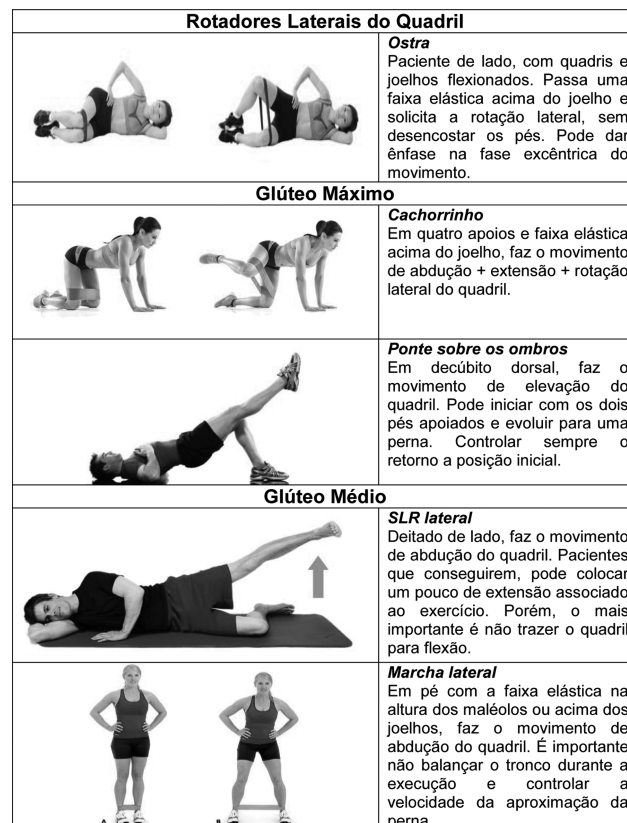 Rotadores Laterais do Quadril
Ostra
Paciente de lado, com quadris e
joelhos flexionados. Passa uma
faixa elástica acima do joelho e
solicita a rotação lateral, sem
desencostar os pés. Pode dar
ênfase na fase excêntrica do
movimento.
Glúteo Máximo
Cachorrinho
Em quatro apoios e faixa elástica
acima do joelho, faz o movimento
de abdução + extensão + rotação
lateral do quadril.
Ponte sobre os ombros
Em decúbito dorsal, faz o
movimento de elevação do
quadril. Pode iniciar com os dois
pés apoiados e evoluir para uma
perna. Controlar sempre o
retorno a posição inicial.
Glúteo Médio
SLR lateral
Deitado de lado, faz o movimento
de abdução do quadril. Pacientes
que conseguirem, pode colocar
um pouco de extensão associado
ao exercício. Porém, o mais
importante é não trazer o quadril
para flexão.
Marcha lateral
Em pé com a faixa elástica na
altura dos maléolos ou acima dos
joelhos, faz o movimento de
abdução do quadril. É importante
não balançar o tronco durante a
execução e controlar a
velocidade da aproximação da
perna